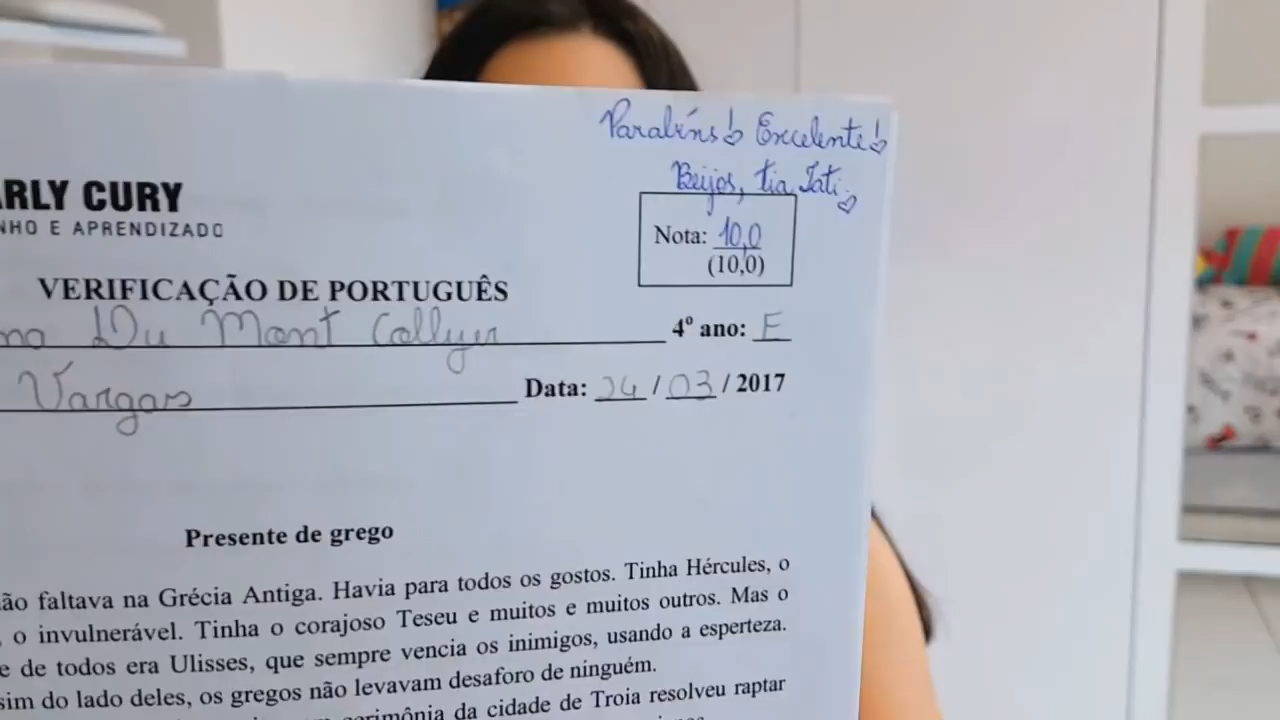 Parabéns! Excelente!
Beijos, tia Tati
ARLY CURY
NHO E APRENDIZADO
Nota: 10,0
(10,0)
VERIFICAÇÃO DE PORTUGUÊS
Du Mont Collyer 4º ano: E
Vargas Data: 24/03/2017
Presente de grego
ão faltava na Grécia Antiga. Havia para todos os gostos. Tinha Hércules, o
, o invulnerável. Tinha o corajoso Teseu e muitos e muitos outros. Mas o
e de todos era Ulisses, que sempre vencia os inimigos, usando a esperteza.
sim do lado deles, os gregos não levavam desaforo de ninguém.
cerimônia da cidade de Troia resolveu raptar